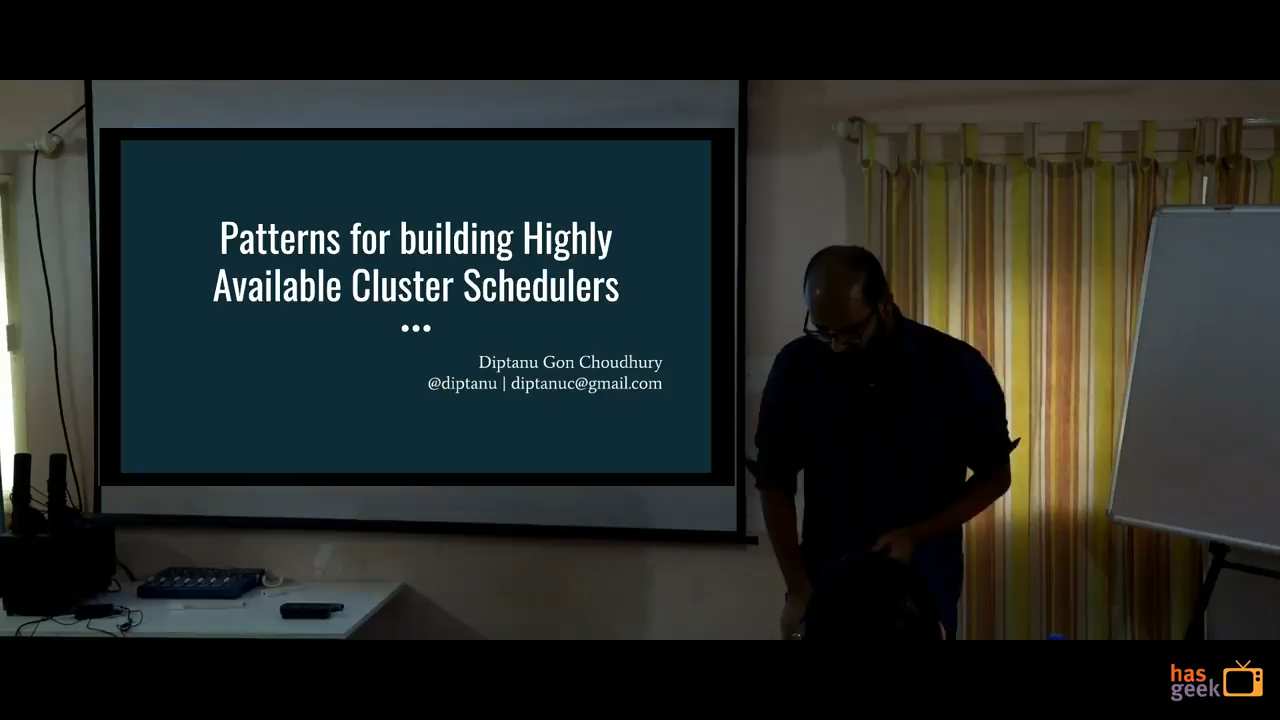 Patterns for building Highly
Available Cluster Schedulers
Diptanu Gon Choudhury
@diptanu | diptanuc@gmail.com
has
geek